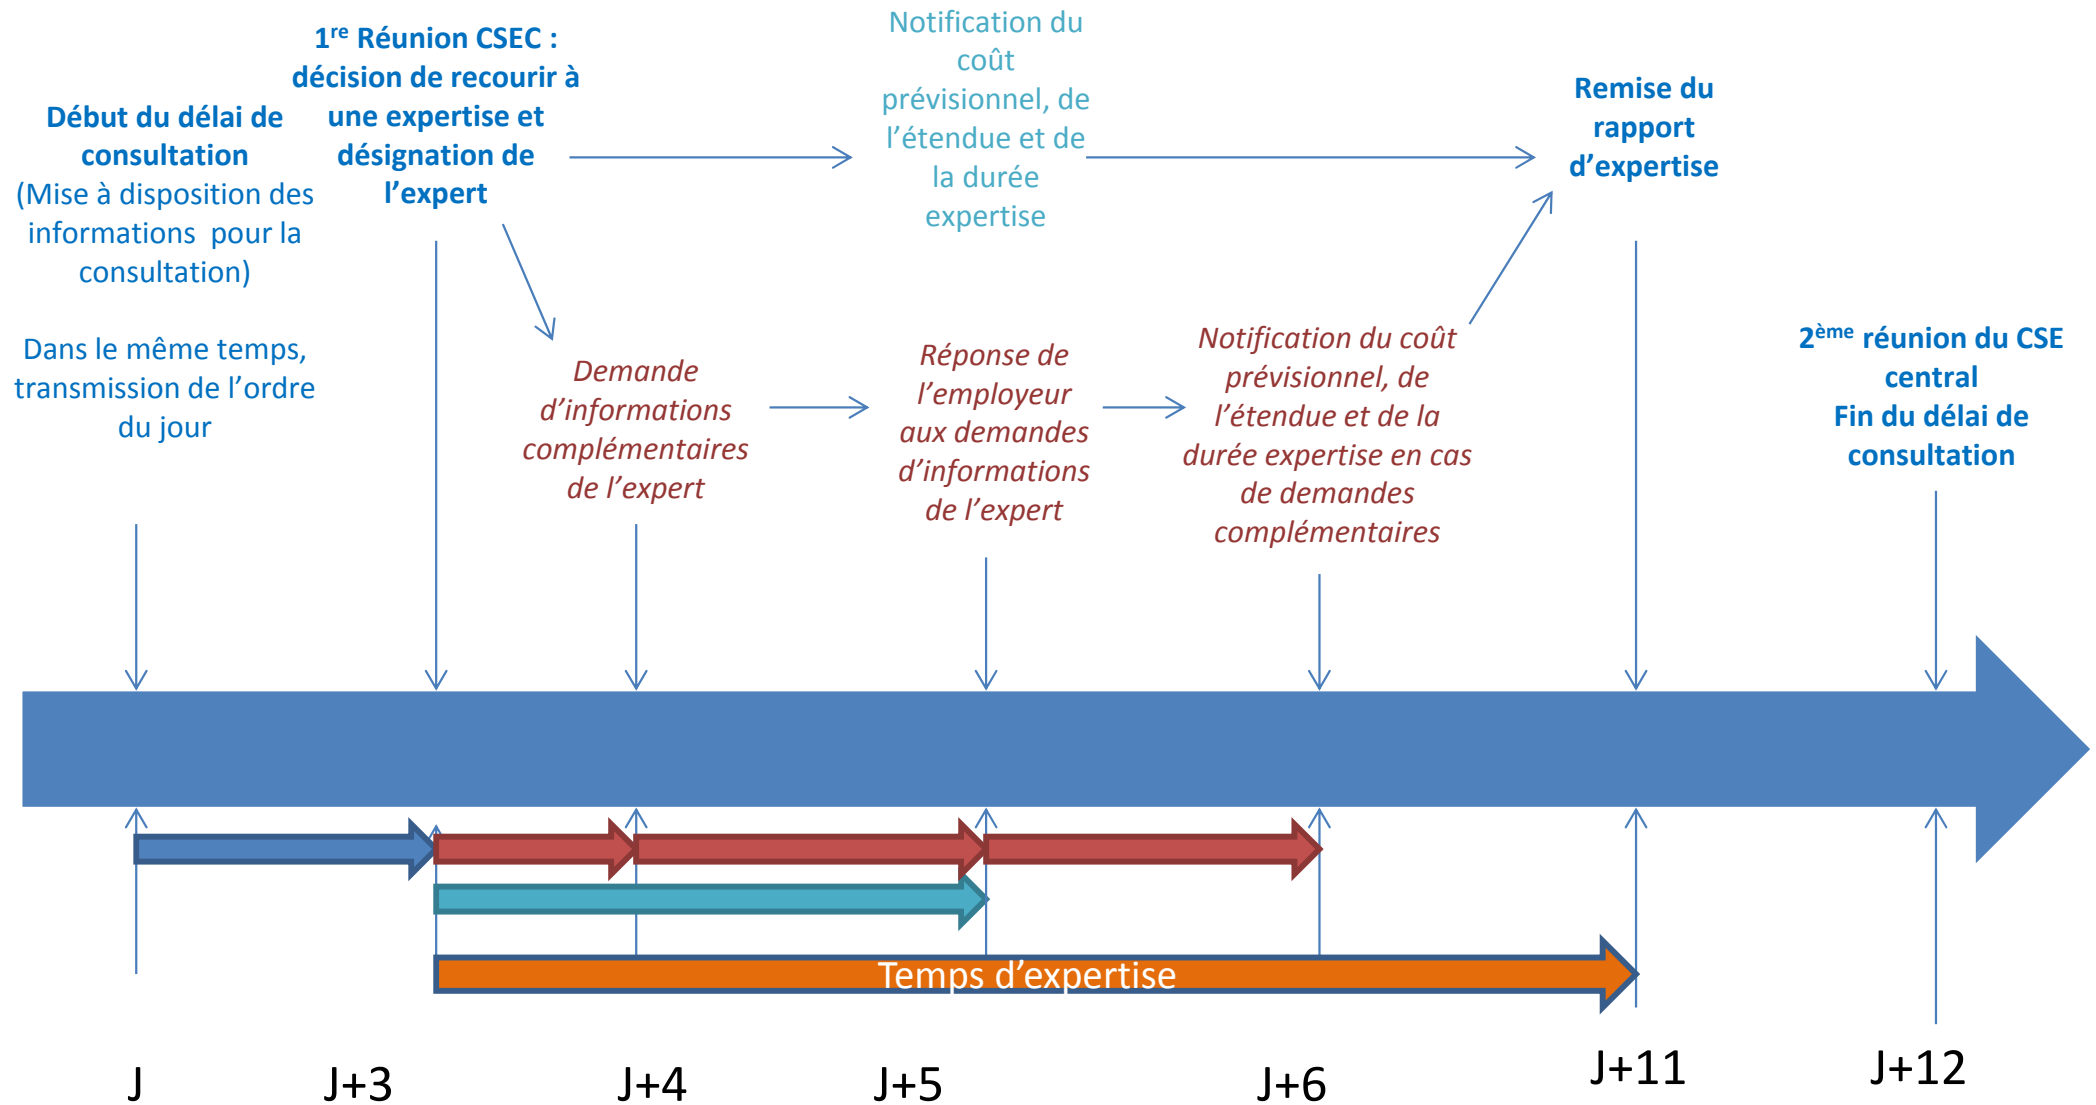 Début du délai de
consultation
(Mise à disposition des
informations  pour la
consultation)
Dans le même temps,
transmission de l’ordre
du jour
1re Réunion CSEC :
décision de recourir à
une expertise et
désignation de
l’expert
Notification du
coût
prévisionnel, de
l’étendue et de
la durée
expertise
Remise du
rapport
d’expertise
Demande
d’informations
complémentaires
de l’expert
Réponse de
l’employeur
aux demandes
d’informations
de l’expert
Notification du coût
prévisionnel, de
l’étendue et de la
durée expertise en cas
de demandes
complémentaires
2ème réunion du CSE
central
Fin du délai de
consultation
Temps d’expertise
J
J+3
J+4
J+5
J+6
J+11
J+12